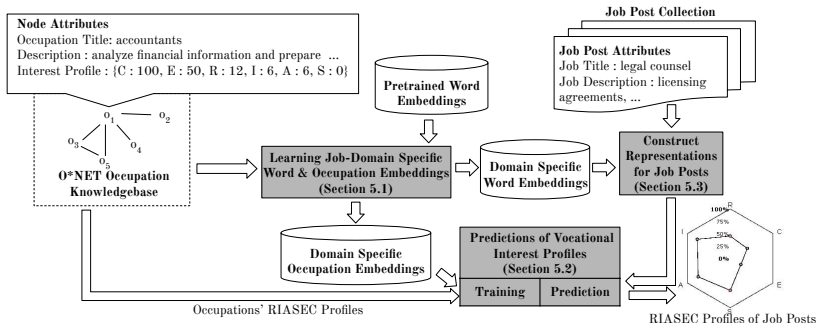 Node Attributes
Occupation Title: accountants
Description : analyze financial information and prepare ...
Interest Profile : {C : 100, E : 50, R : 12, I : 6, A : 6, S : 0}
Job Post Collection
Job Post Attributes
Job Title : legal counsel
Job Description : licensing
agreements, ...
Pretrained Word
Embeddings
o1
o2
o3
o4
o5
O*NET Occupation
Knowledgebase
Learning Job-Domain Specific
Word & Occupation Embeddings
(Section 5.1)
Domain Specific
Word Embeddings
Construct
Representations
for Job Posts
(Section 5.3)
Domain Specific
Occupation Embeddings
Predictions of Vocational
Interest Profiles
(Section 5.2)
Training
Prediction
R
100%
75%
50%
25%
0%
I
C
A
E
S
Occupations' RIASEC Profiles
RIASEC Profiles of Job Posts